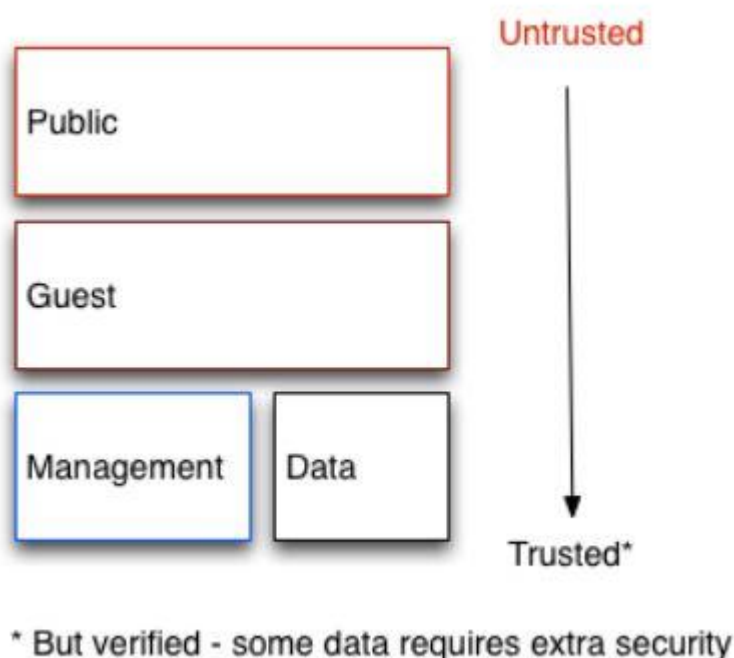 Untrusted
Public
Guest
Management
Data
Trusted*
* But verified - some data requires extra security